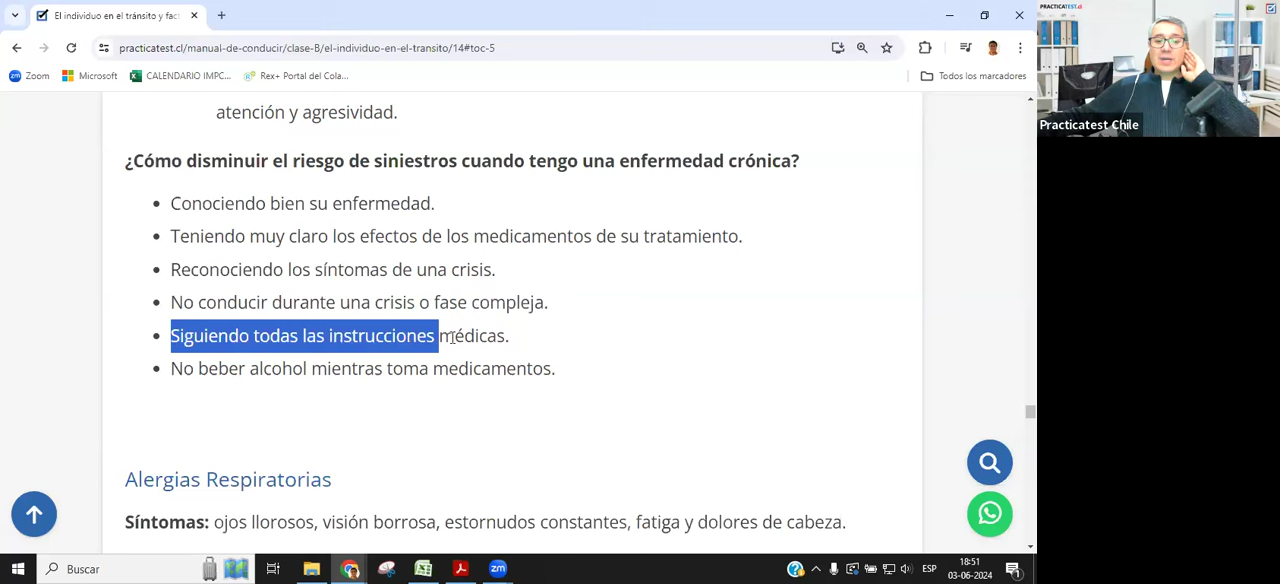 El individuo en el tránsito y fact
practicatest.cl/manual-de-conducir/clase-B/el-individuo-en-el-transito/14#toc-5
Zoom
Microsoft
CALENDARIO IMPC...
Rex+ Portal del Cola...
Todos los marcadores
PRACTICATEST.cl
Practicatest Chile
atención y agresividad.
¿Cómo disminuir el riesgo de siniestros cuando tengo una enfermedad crónica?
• Conociendo bien su enfermedad.
• Teniendo muy claro los efectos de los medicamentos de su tratamiento.
• Reconociendo los síntomas de una crisis.
• No conducir durante una crisis o fase compleja.
• Siguiendo todas las instrucciones médicas.
• No beber alcohol mientras toma medicamentos.
Alergias Respiratorias
Síntomas: ojos llorosos, visión borrosa, estornudos constantes, fatiga y dolores de cabeza.
Buscar
zm
ESP
18:51
03-06-2024